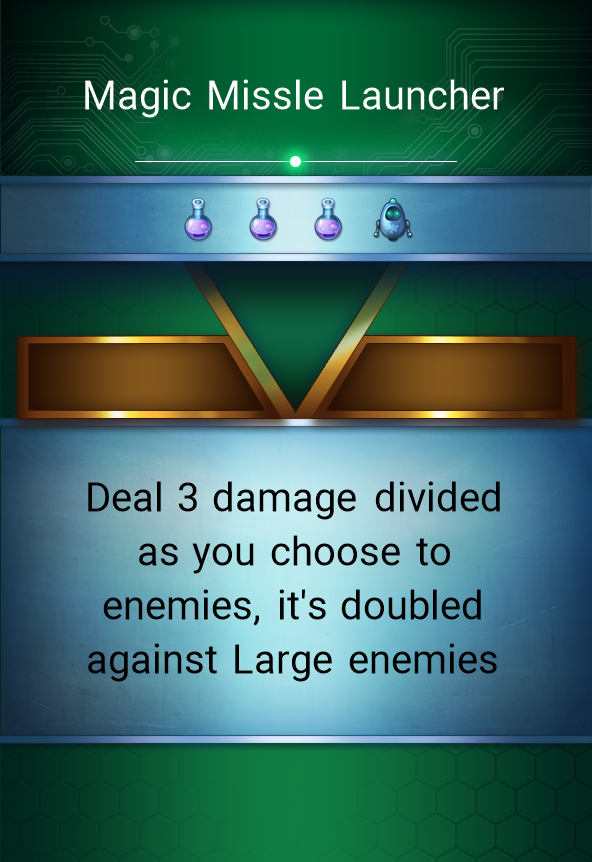 Magic Missle Launcher
Deal 3 damage divided
as you choose to
enemies, it's doubled
against Large enemies